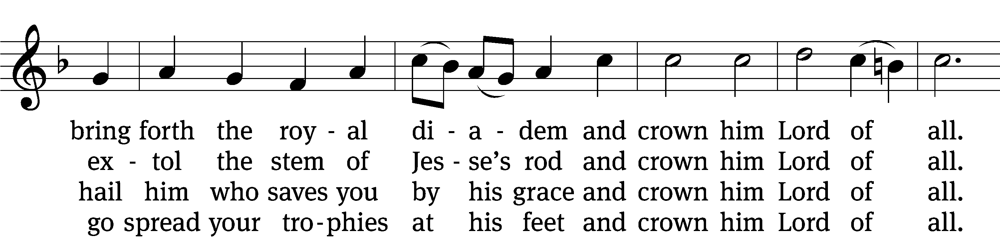 bring forth the roy - al di - a - dem and crown him Lord of all.
ex - tol the stem of Jes - se’s rod and crown him Lord of all.
hail him who saves you by his grace and crown him Lord of all.
go spread your tro - phies at his feet and crown him Lord of all.